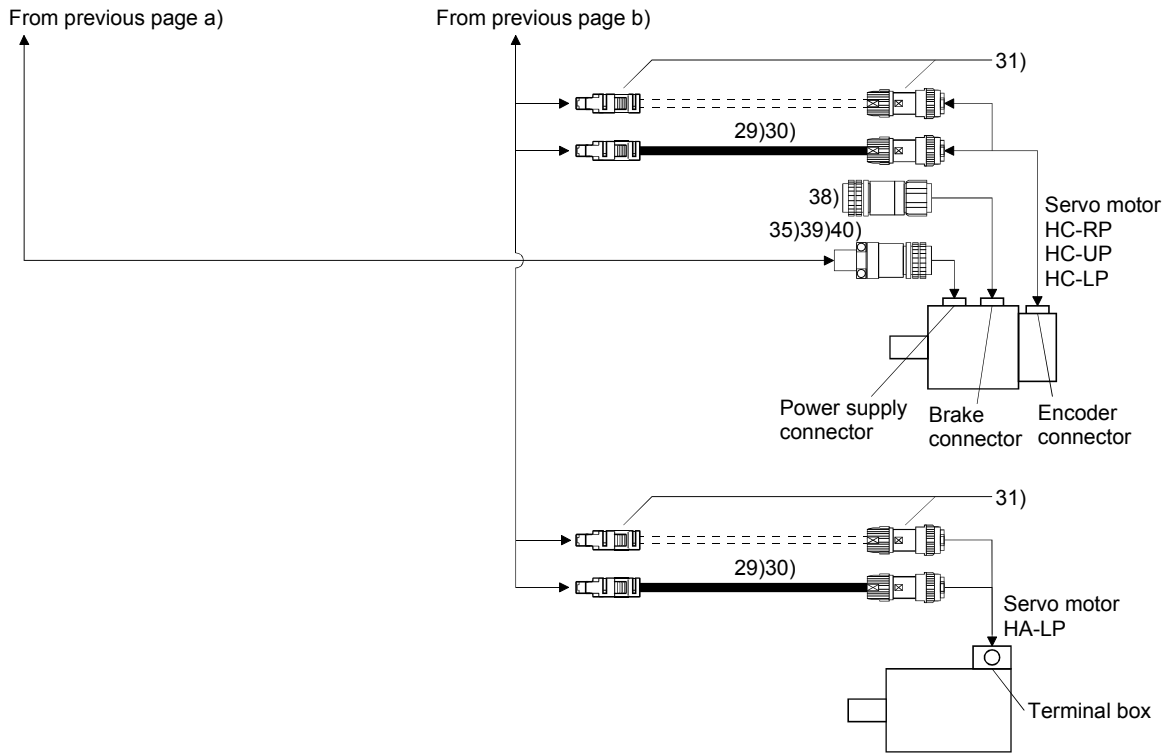 From previous page a)
From previous page b)
31)
29)30)
38)
35)39)40)
Servo motor
HC-RP
HC-UP
HC-LP
Power supply
connector
Brake
connector
Encoder
connector
31)
29)30)
Servo motor
HA-LP
Terminal box